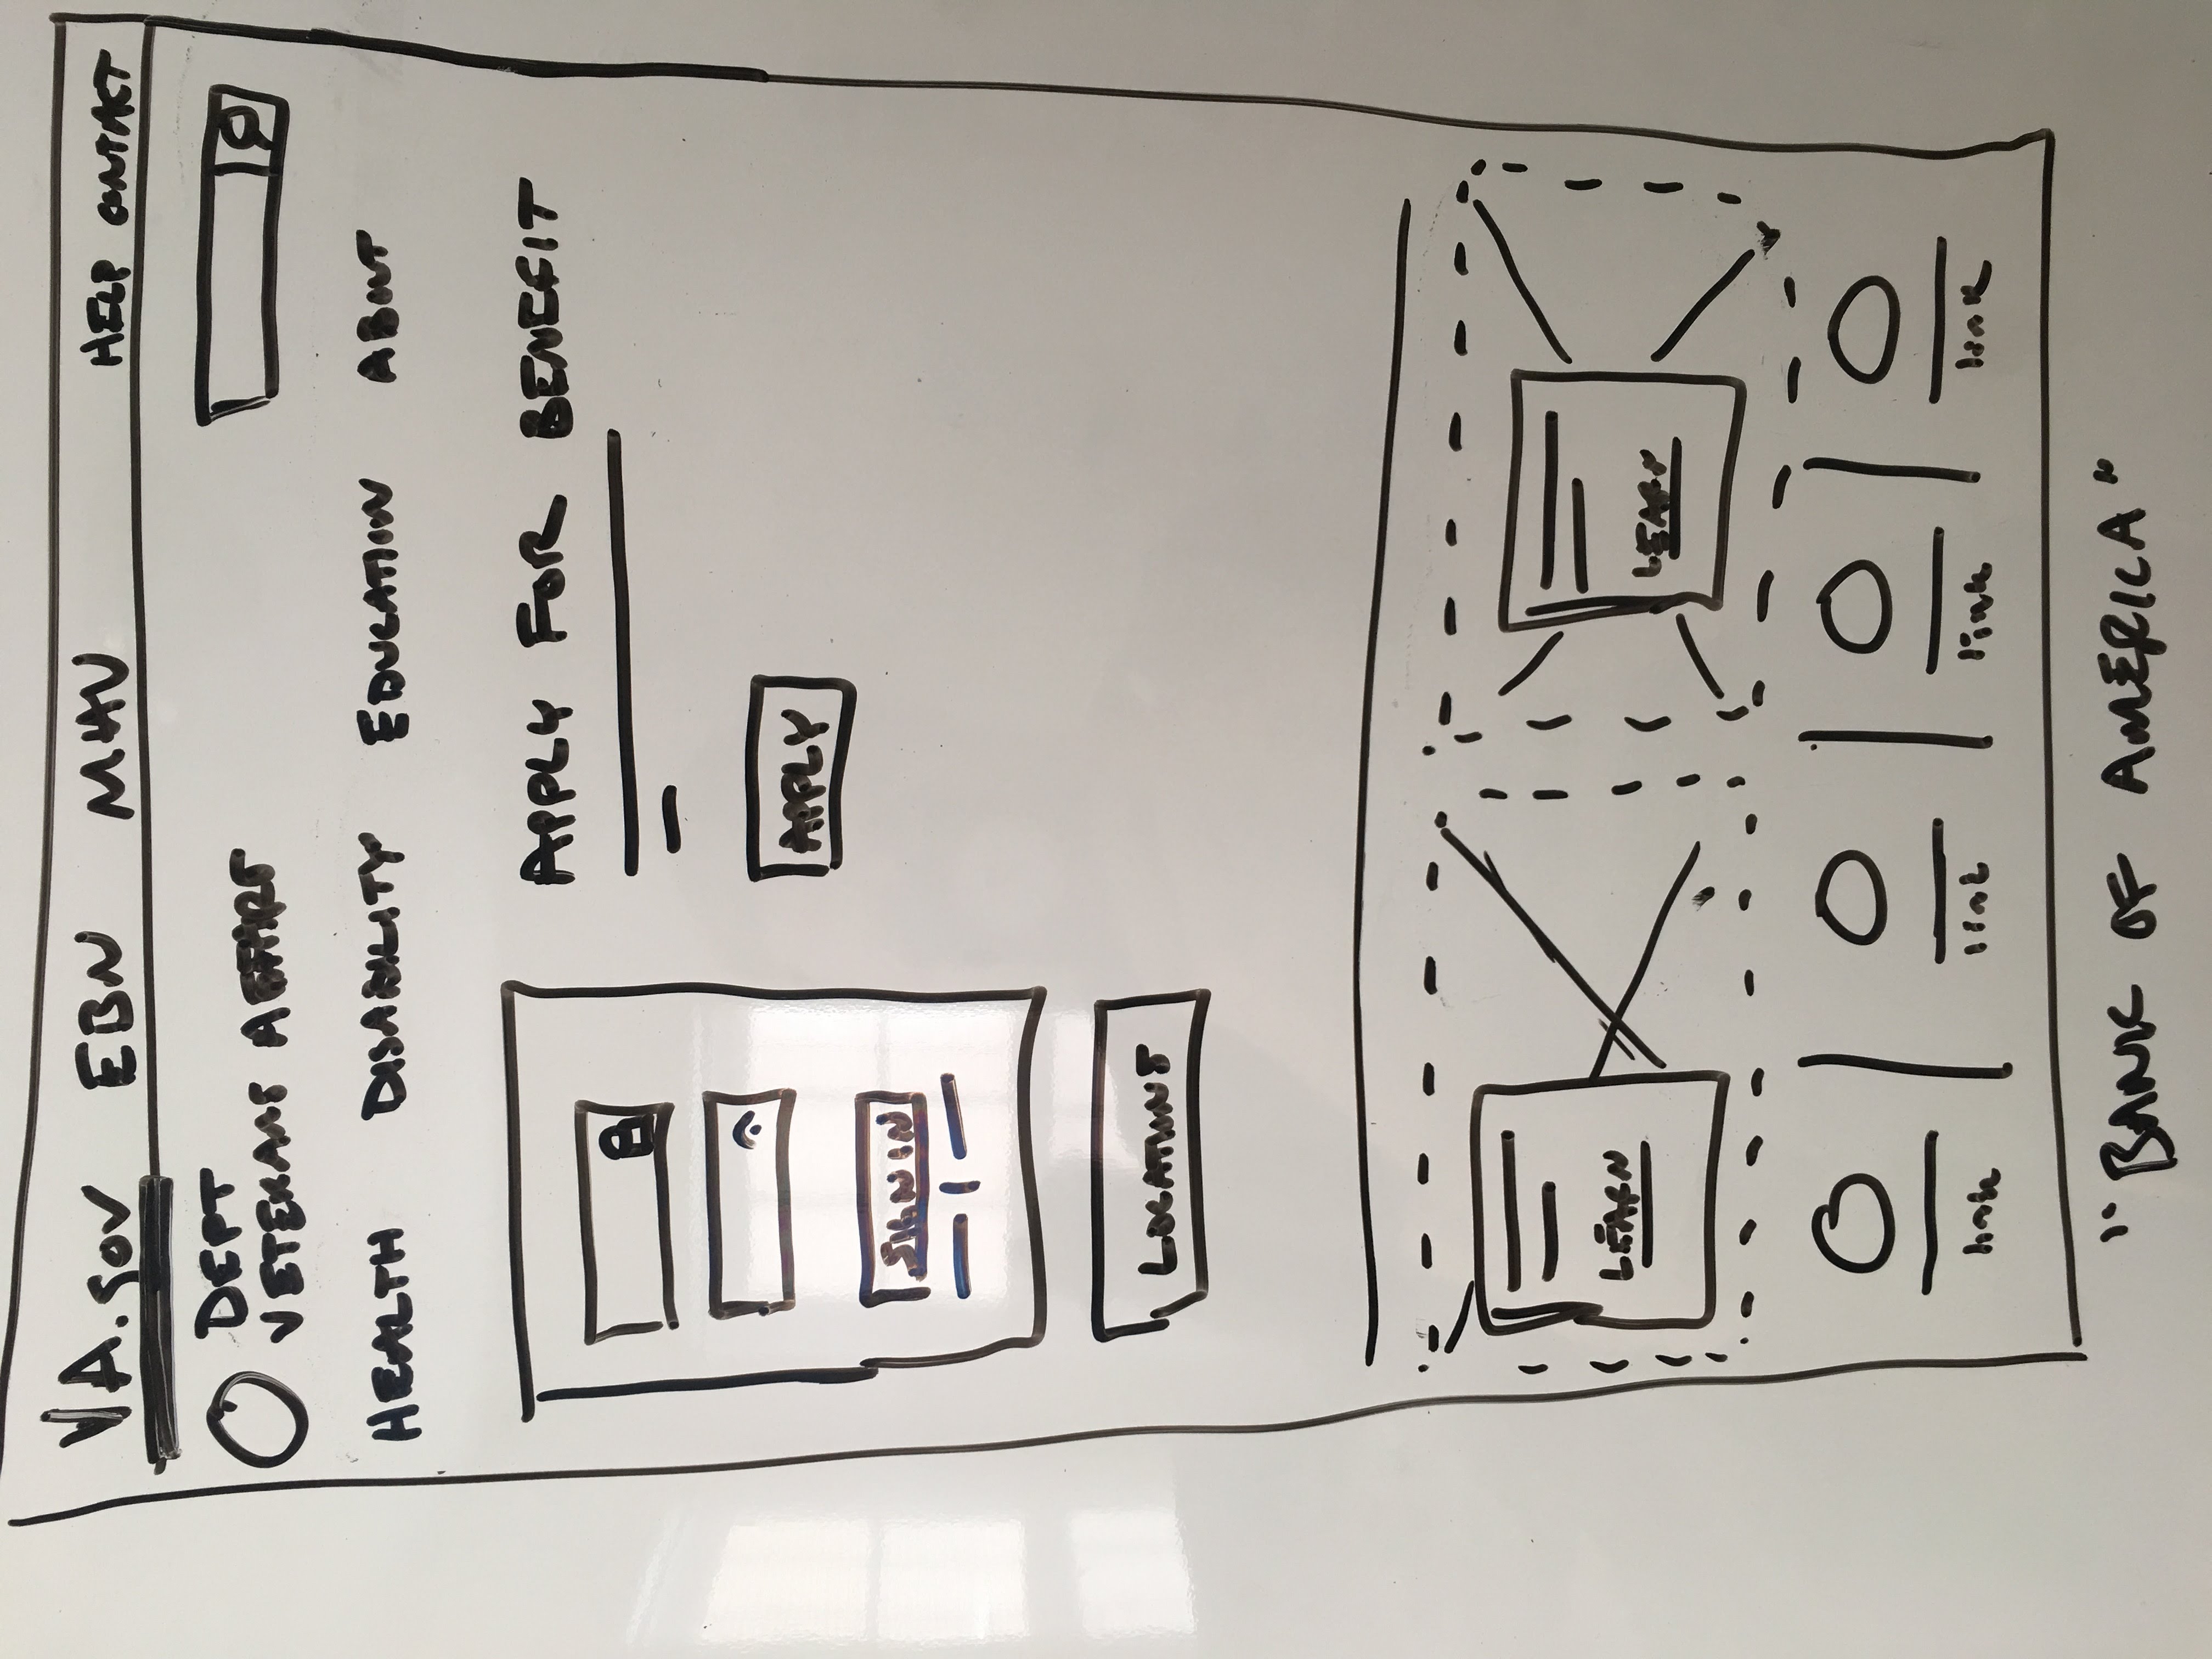 VA.gov EBN MHV HELP CONTACT
DEPT
VETERANS AFFAIRS
HEALTH DISABILITY EDUCATION ABOUT
APPLY FOR BENEFIT
APPLY
SIGN IN
LOCATIONS
LEARN LEARN
link link link link
"BANK OF AMERICA"